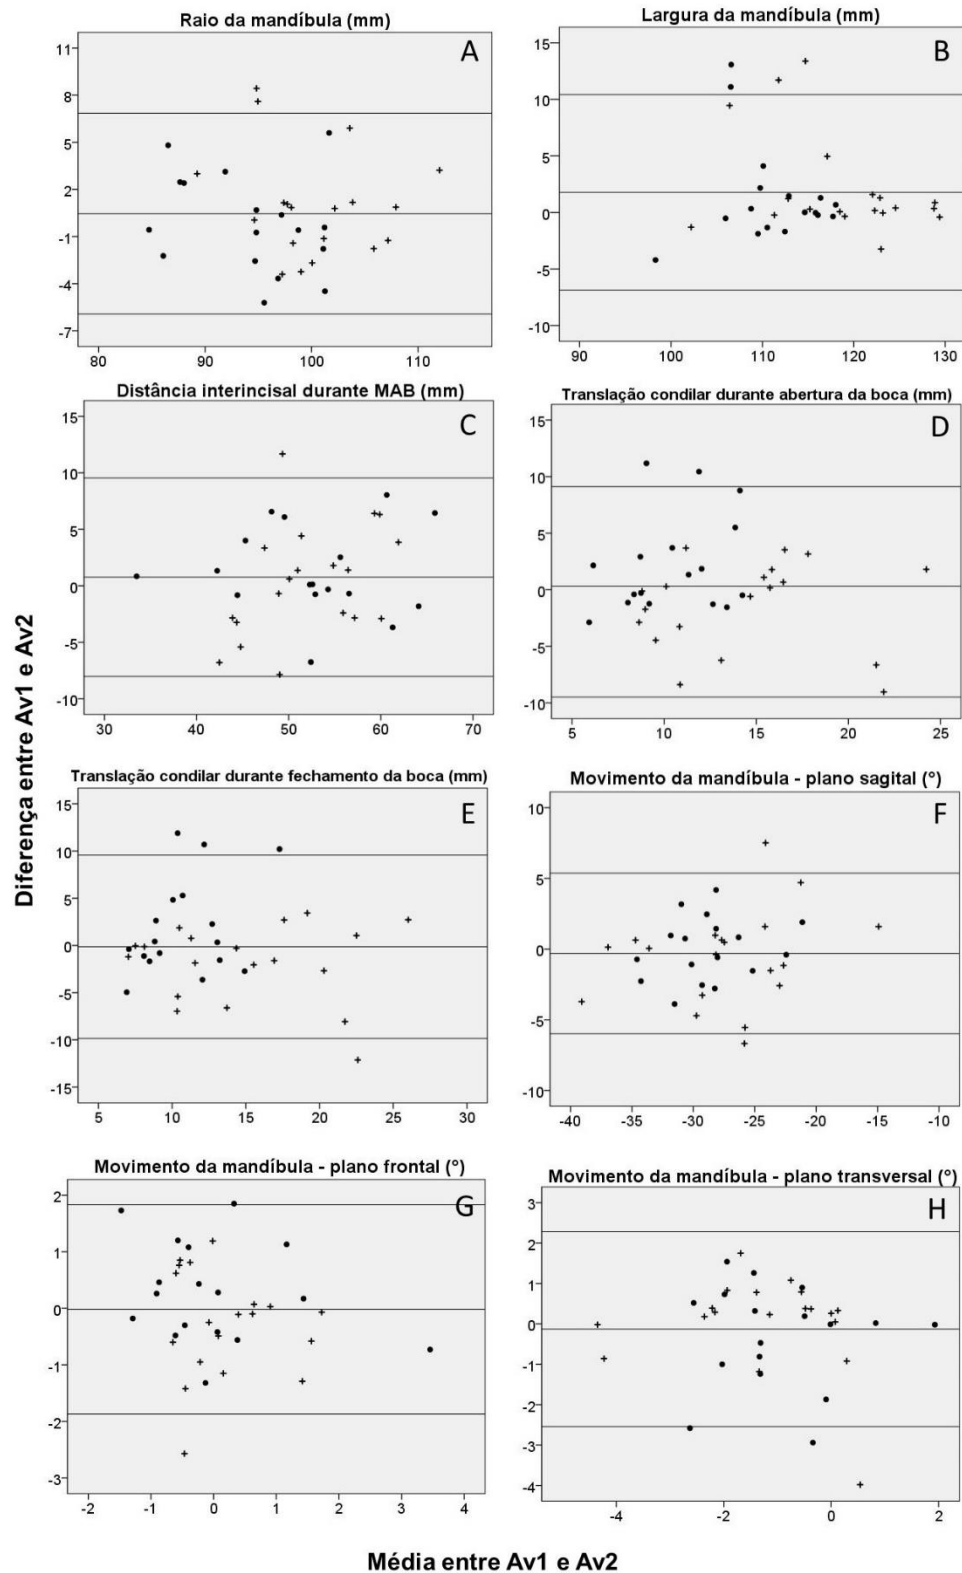 Raio da mandíbula (mm)
A
11
8
5
2
-1
-4
-7
80 90 100 110
Largura da mandíbula (mm)
B
15
10
5
0
-5
-10
90 100 110 120 130
Distância interincisal durante MAB (mm)
C
15
10
5
0
-5
-10
30 40 50 60 70
Translação condilar durante abertura da boca (mm)
D
15
10
5
0
-5
-10
5 10 15 20 25
Diferença entre Av1 e Av2
Translação condilar durante fechamento da boca (mm)
E
15
10
5
0
-5
-10
-15
5 10 15 20 25 30
Movimento da mandíbula - plano sagital (°)
F
10
5
0
-5
-10
-40 -35 -30 -25 -20 -15 -10
Movimento da mandíbula - plano frontal (°)
G
2
1
0
-1
-2
-3
-2 -1 0 1 2 3 4
Movimento da mandíbula - plano transversal (°)
H
3
2
1
0
-1
-2
-3
-4
-4 -2 0 2
Média entre Av1 e Av2